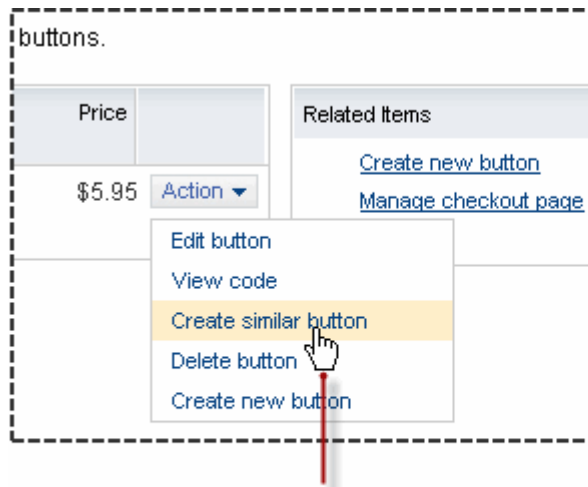 buttons.
Price
Related Items
$5.95 Action
Create new button
Manage checkout page
Edit button
View code
Create similar button
Delete button
Create new button